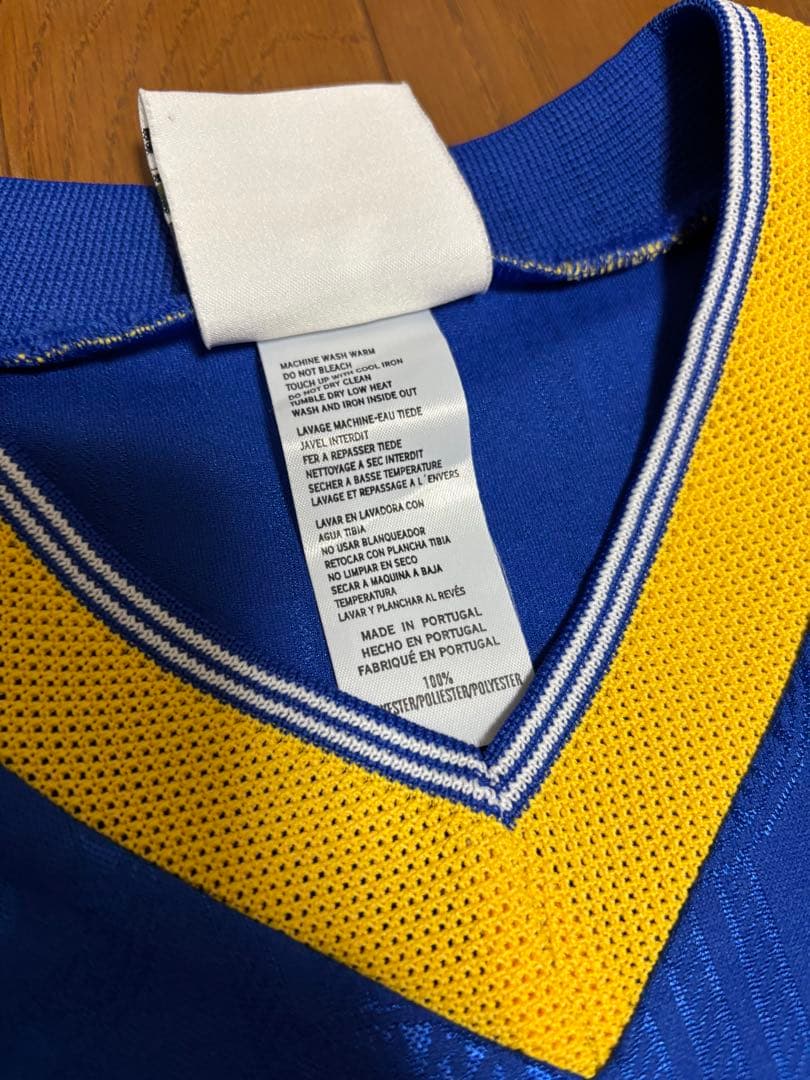 MACHINE WASH WARM
DO NOT BLEACH
TOUCH UP WITH COOL IRON
DO NOT DRY CLEAN
TUMBLE DRY LOW HEAT
WASH AND IRON INSIDE OUT
LAVAGE MACHINE-EAU TIEDE
JAVEL INTERDIT
FER A REPASSER TIEDE
NETTOYAGE A SEC INTERDIT
SECHER A BASSE TEMPERATURE
LAVAGE ET REPASSAGE A L´ENVERS
LAVAR EN LAVADORA CON
AGUA TIBIA
NO USAR BLANQUEADOR
RETOCAR CON PLANCHA TIBIA
NO LIMPIAR EN SECO
SECAR A MAQUINA A BAJA
TEMPERATURA
LAVAR Y PLANCHAR AL REVÉS
MADE IN PORTUGAL
HECHO EN PORTUGAL
FABRIQUÉ EN PORTUGAL
100%
YESTER/POLIESTER/POLYESTER